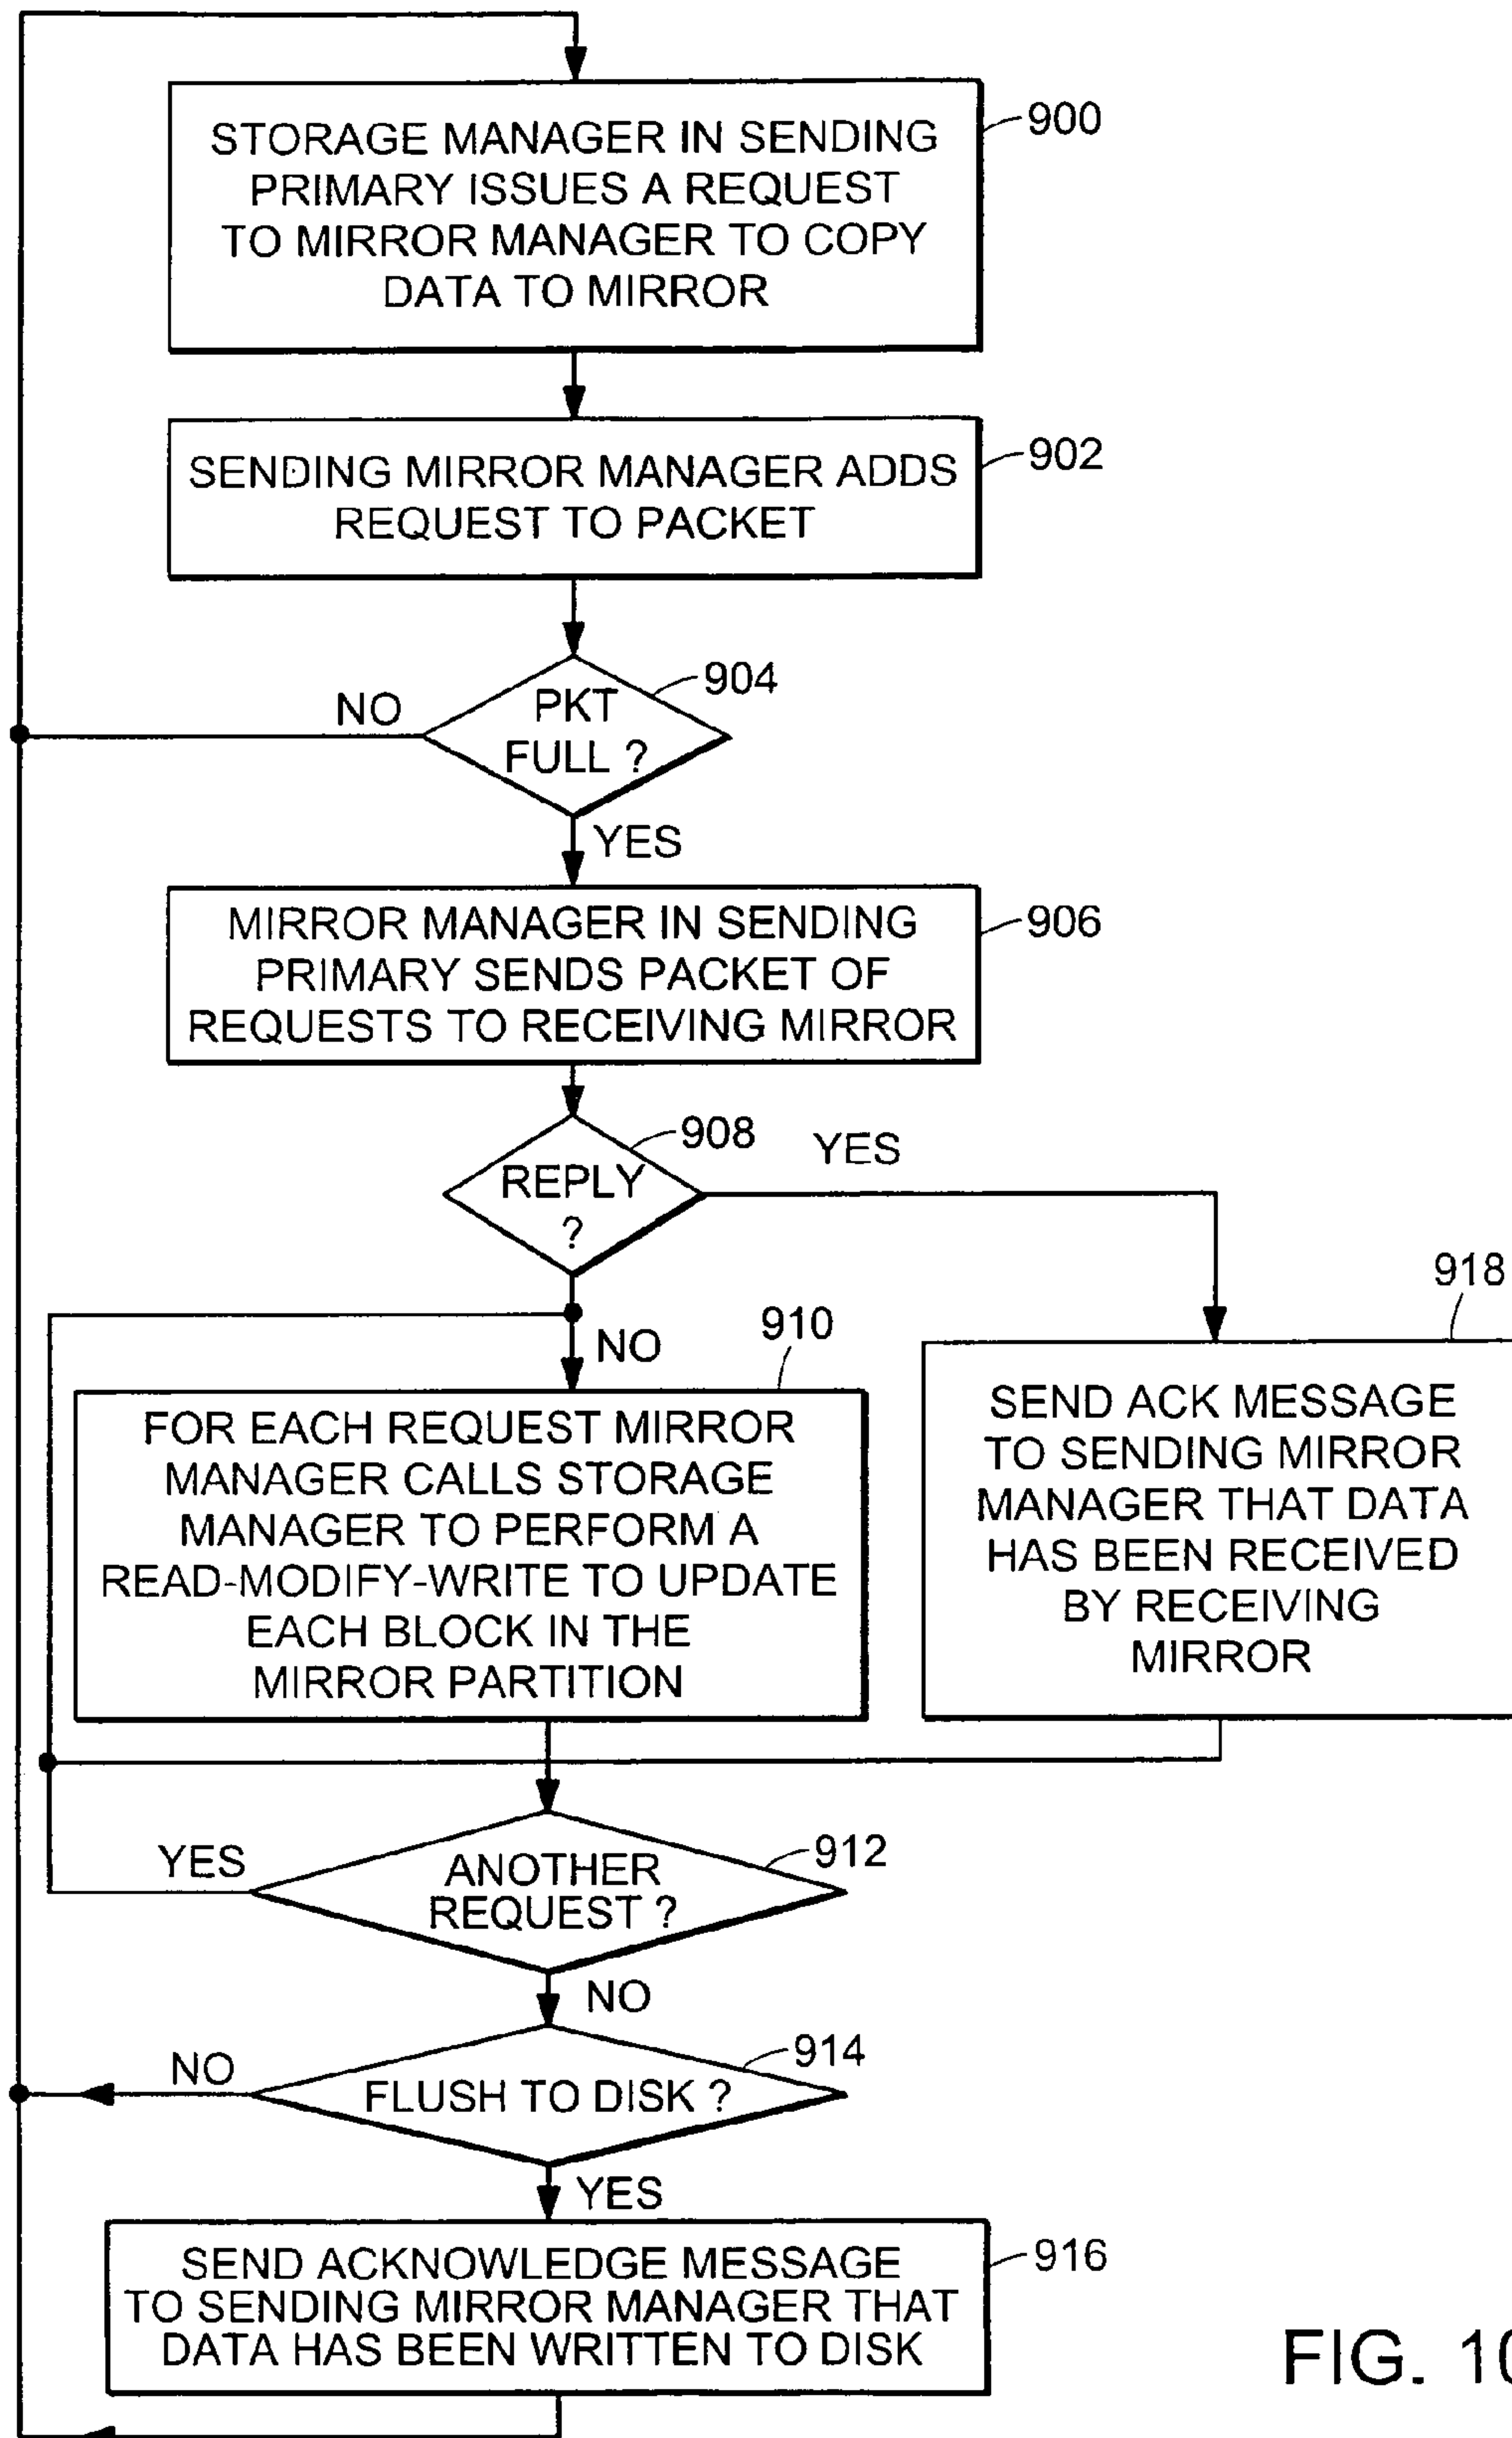 STORAGE MANAGER IN SENDING
PRIMARY ISSUES A REQUEST
TO MIRROR MANAGER TO COPY
DATA TO MIRROR
900
SENDING MIRROR MANAGER ADDS
REQUEST TO PACKET
902
PKT
FULL ?
904
NO
YES
MIRROR MANAGER IN SENDING
PRIMARY SENDS PACKET OF
REQUESTS TO RECEIVING MIRROR
906
REPLY
?
908
YES
NO
910
FOR EACH REQUEST MIRROR
MANAGER CALLS STORAGE
MANAGER TO PERFORM A
READ-MODIFY-WRITE TO UPDATE
EACH BLOCK IN THE
MIRROR PARTITION
918
SEND ACK MESSAGE
TO SENDING MIRROR
MANAGER THAT DATA
HAS BEEN RECEIVED
BY RECEIVING
MIRROR
YES
ANOTHER
REQUEST ?
912
NO
NO
FLUSH TO DISK ?
914
YES
SEND ACKNOWLEDGE MESSAGE
TO SENDING MIRROR MANAGER THAT
DATA HAS BEEN WRITTEN TO DISK
916
FIG. 10